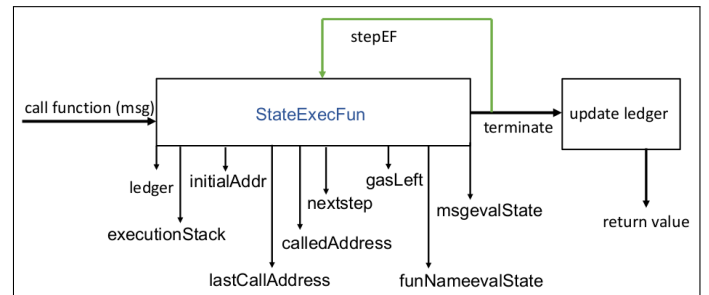 stepEF
call function (msg)
StateExecFun
update ledger
terminate
ledger
initialAddr
gasLeft
nextstep
msgevalState
return value
executionStack
calledAddress
lastCallAddress
funNameevalState